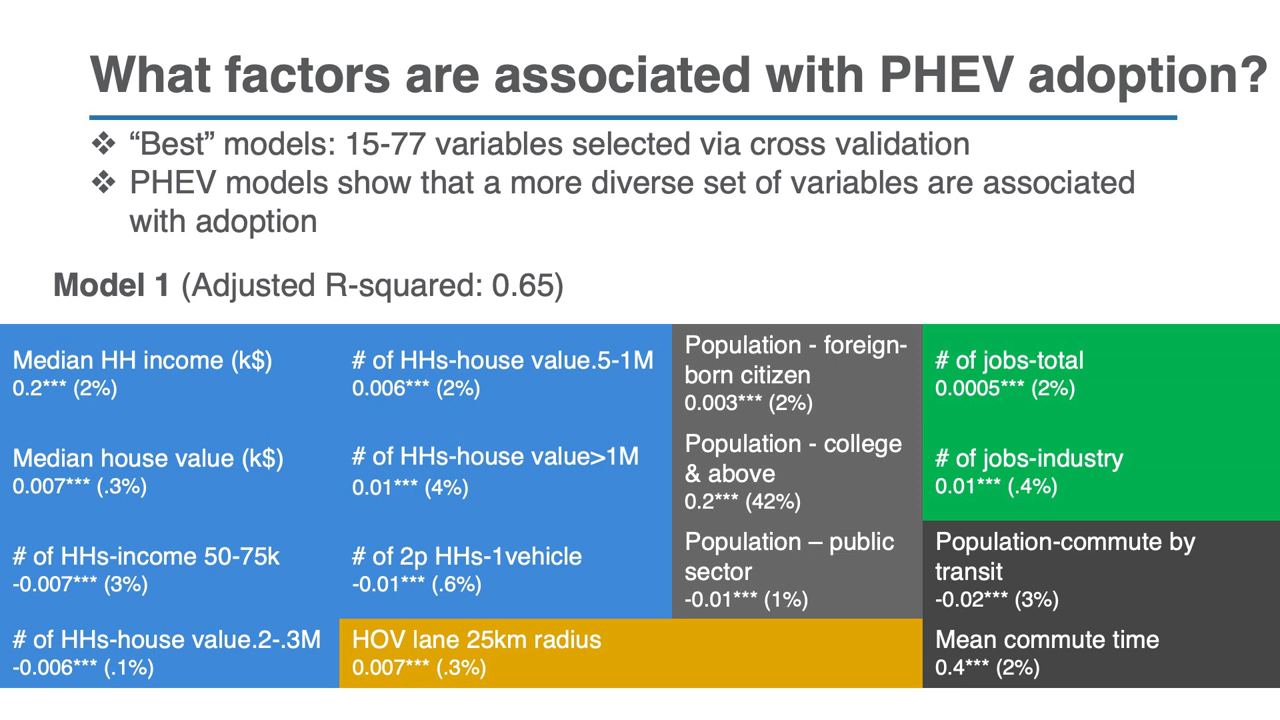 What factors are associated with PHEV adoption?
❖ “Best” models: 15-77 variables selected via cross validation
❖ PHEV models show that a more diverse set of variables are associated
with adoption
Model 1 (Adjusted R-squared: 0.65)
Median HH income (k$)
0.2*** (2%)
# of HHs-house value.5-1M
0.006*** (2%)
Population - foreign-
born citizen
0.003*** (2%)
# of jobs-total
0.0005*** (2%)
Median house value (k$)
0.007*** (.3%)
# of HHs-house value>1M
0.01*** (4%)
Population - college
& above
0.2*** (42%)
# of jobs-industry
0.01*** (.4%)
# of HHs-income 50-75k
-0.007*** (3%)
# of 2p HHs-1vehicle
-0.01*** (.6%)
Population – public
sector
-0.01*** (1%)
Population-commute by
transit
-0.02*** (3%)
# of HHs-house value.2-.3M
-0.006*** (.1%)
HOV lane 25km radius
0.007*** (.3%)
Mean commute time
0.4*** (2%)